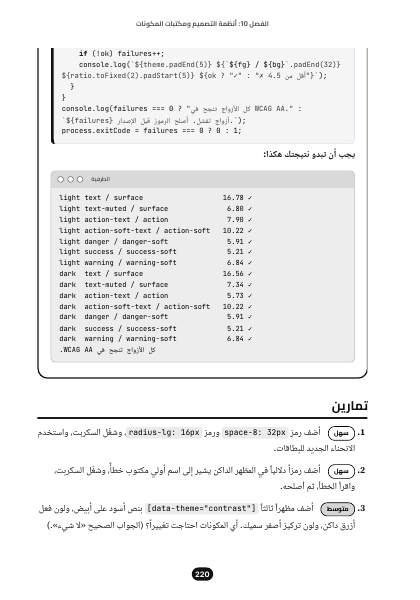 الفصل 10: أنظمة التصميم ومكتبات المكونات
if (!ok) failures++;
console.log(`${theme.padEnd(5)} ${`${fg} / ${bg}`.padEnd(32)}
${ratio.toFixed(2).padStart(5)} ${ok ? "✓" : "✗ أقل من 4.5"}`);
}
}
console.log(failures === 0 ? "كل الأزواج تنجح في WCAG AA." :
`${failures} أزواج تفشل. أصلح الرموز قبل الإصدار.`);
process.exitCode = failures === 0 ? 0 : 1;
يجب أن تبدو نتيجتك هكذا:
الطرفية
light text / surface 16.78 ✓
light text-muted / surface 6.80 ✓
light action-text / action 7.90 ✓
light action-soft-text / action-soft 10.22 ✓
light danger / danger-soft 5.91 ✓
light success / success-soft 5.21 ✓
light warning / warning-soft 6.84 ✓
dark text / surface 16.56 ✓
dark text-muted / surface 7.34 ✓
dark action-text / action 5.73 ✓
dark action-soft-text / action-soft 10.22 ✓
dark danger / danger-soft 5.91 ✓
dark success / success-soft 5.21 ✓
dark warning / warning-soft 6.84 ✓
كل الأزواج تنجح في WCAG AA.
تمارين
1. سهل أضف رمز space-8: 32px ورمز radius-lg: 16px، وشغّل السكربت، واستخدم
الانحناء الجديد للبطاقات.
2. سهل أضف رمزاً دلالياً في المظهر الداكن يشير إلى اسم أولي مكتوب خطأً، وشغّل السكربت،
واقرأ الخطأ، ثم أصلحه.
3. متوسط أضف مظهراً ثالثاً [data-theme="contrast"] بنص أسود على أبيض، ولون فعل
أزرق داكن، ولون تركيز أصفر سميك. أي المكونات احتاجت تغييراً؟ (الجواب الصحيح «لا شيء».)
220